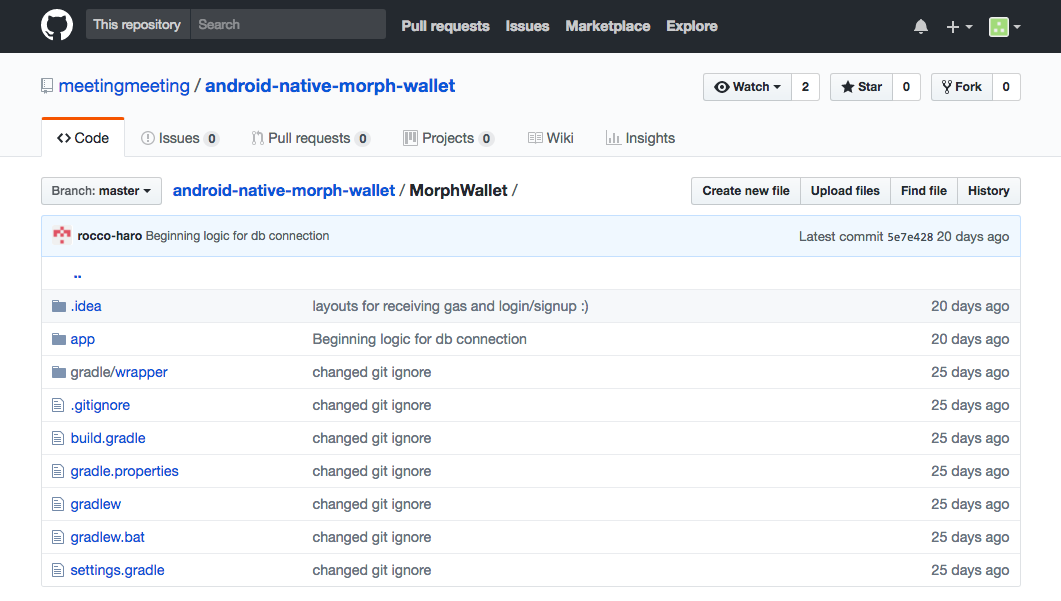 This repository Search Pull requests Issues Marketplace Explore
meetingmeeting / android-native-morph-wallet Watch 2 Star 0 Fork 0
Code Issues 0 Pull requests 0 Projects 0 Wiki Insights
Branch: master android-native-morph-wallet / MorphWallet / Create new file Upload files Find file History
rocco-haro Beginning logic for db connection Latest commit 5e7e428 20 days ago
..
.idea layouts for receiving gas and login/signup :) 20 days ago
app Beginning logic for db connection 20 days ago
gradle/wrapper changed git ignore 25 days ago
.gitignore changed git ignore 25 days ago
build.gradle changed git ignore 25 days ago
gradle.properties changed git ignore 25 days ago
gradlew changed git ignore 25 days ago
gradlew.bat changed git ignore 25 days ago
settings.gradle changed git ignore 25 days ago